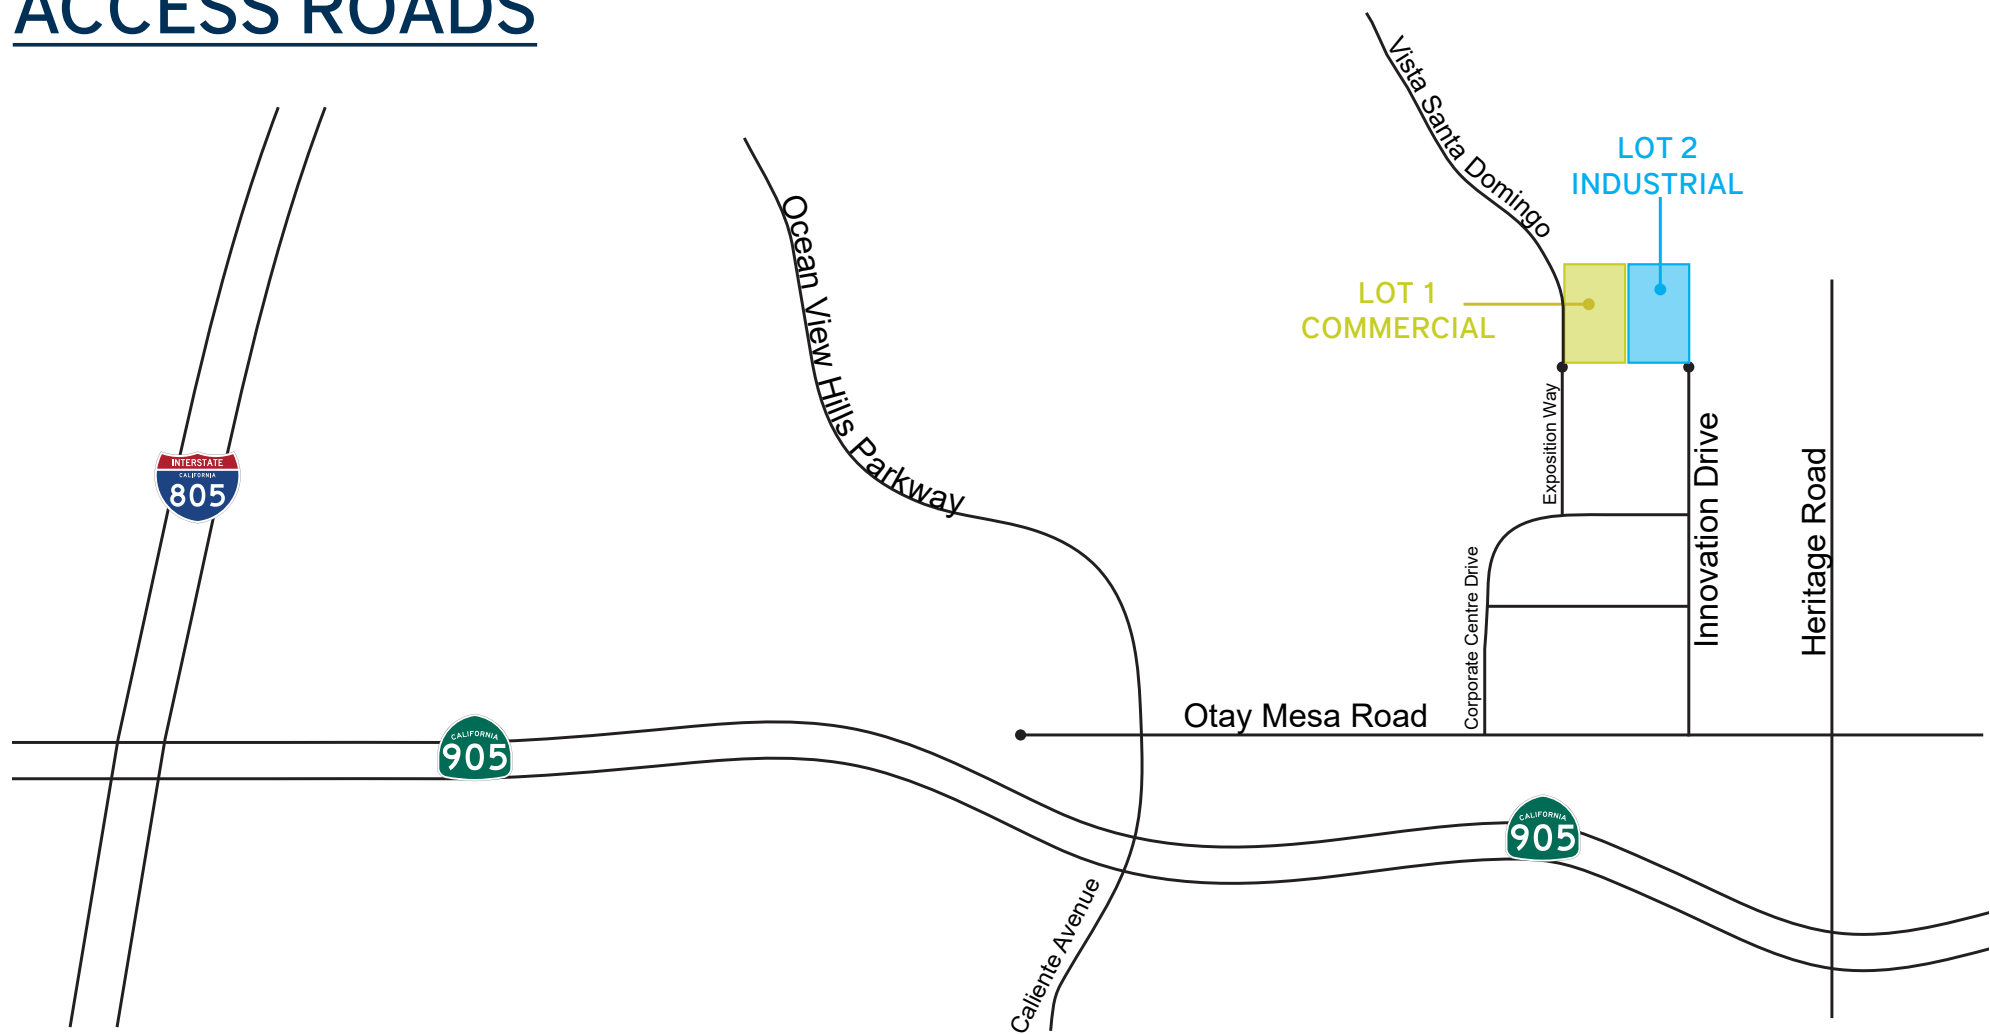 ACCESS ROADS
Vista Santa Domingo
LOT 2
INDUSTRIAL
Ocean View Hills Parkway
LOT 1
COMMERCIAL
Exposition Way
Innovation Drive
Heritage Road
INTERSTATE
CALIFORNIA
805
Corporate Centre Drive
Otay Mesa Road
CALIFORNIA
905
CALIFORNIA
905
Caliente Avenue